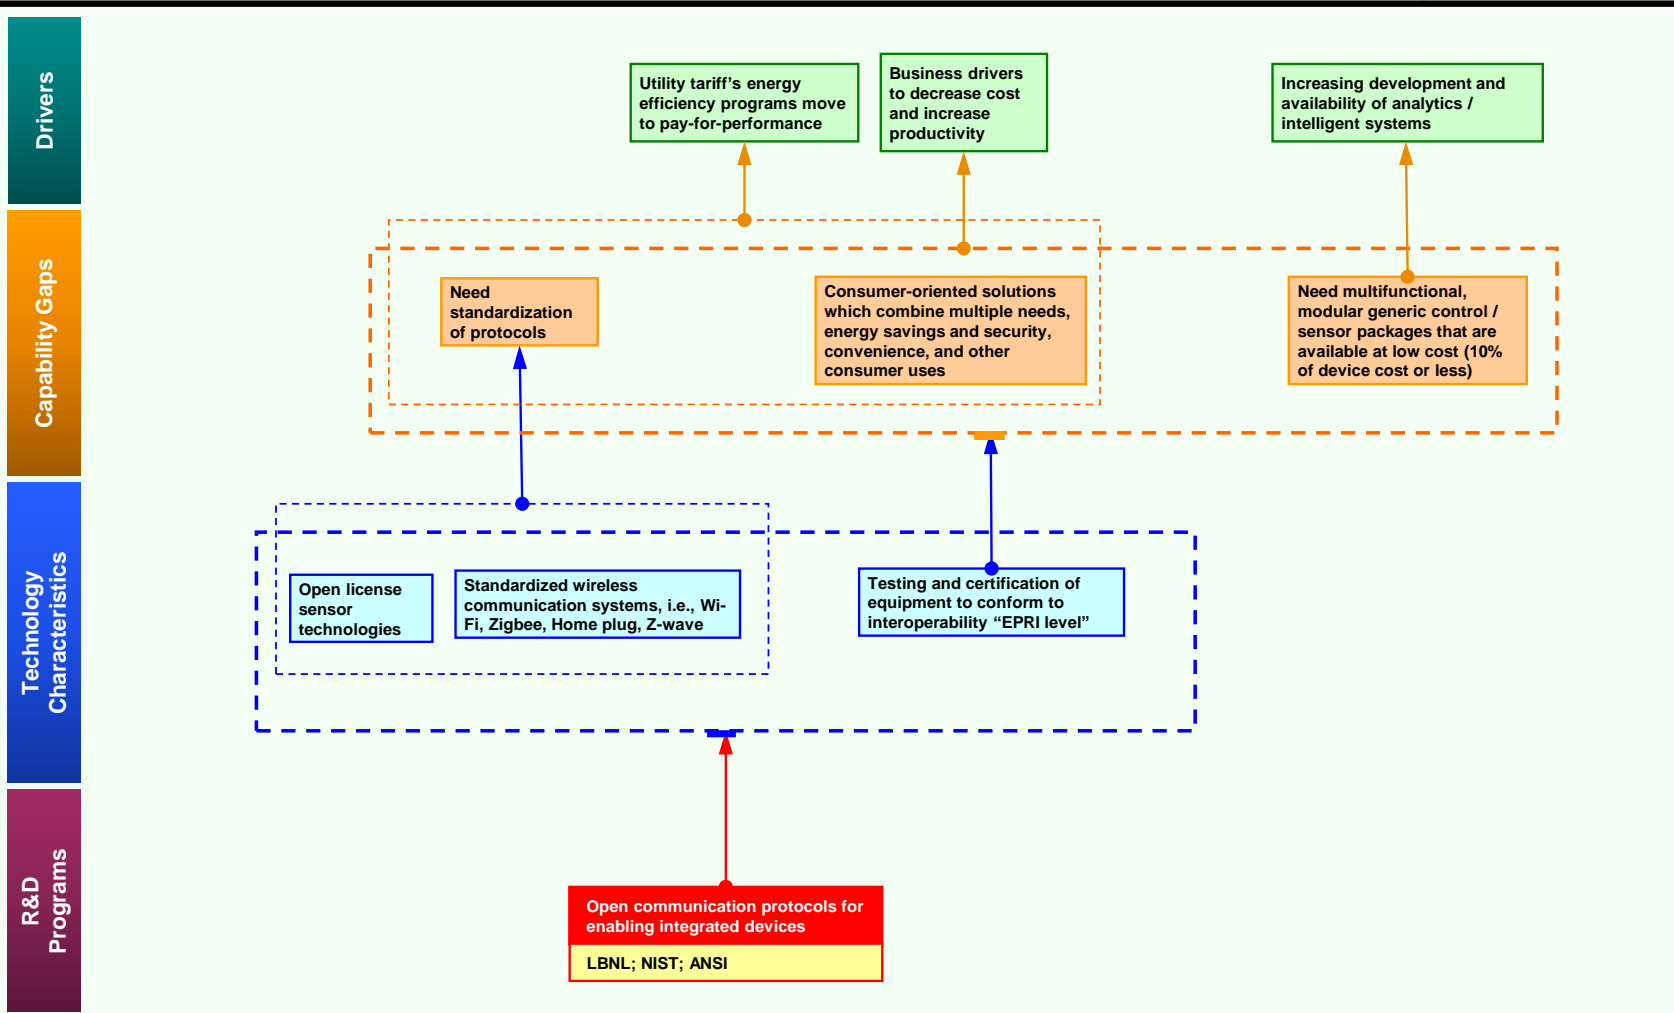 Drivers
Utility tariff's energy
efficiency programs move
to pay-for-performance
Business drivers
to decrease cost
and increase
productivity
Increasing development and
availability of analytics /
intelligent systems
Capability Gaps
Need
standardization
of protocols
Consumer-oriented solutions
which combine multiple needs,
energy savings and security,
convenience, and other
consumer uses
Need multifunctional,
modular generic control /
sensor packages that are
available at low cost (10%
of device cost or less)
Technology
Characteristics
Open license
sensor
technologies
Standardized wireless
communication systems, i.e., Wi-
Fi, Zigbee, Home plug, Z-wave
Testing and certification of
equipment to conform to
interoperability “EPRI level”
R&D
Programs
Open communication protocols for
enabling integrated devices
LBNL; NIST; ANSI